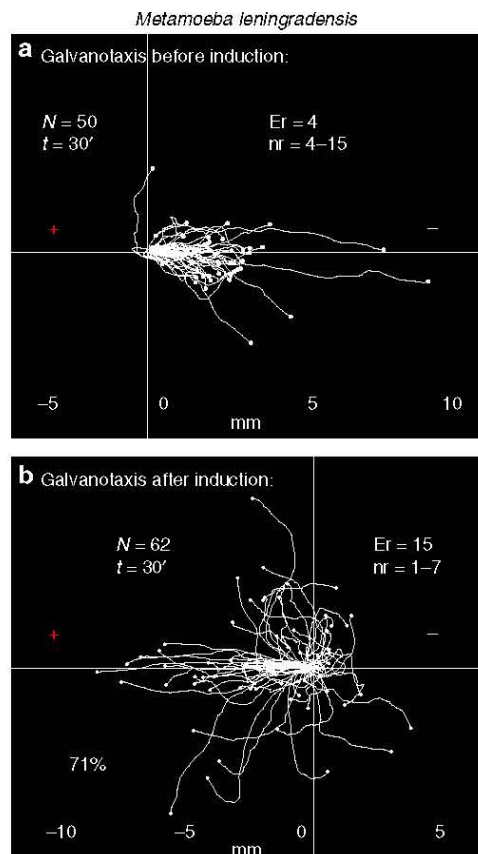 Metamoeba leningradensis
a Galvanotaxis before induction:
N = 50
t = 30′
Er = 4
nr = 4–15
+
–
–5
0
5
10
mm
b Galvanotaxis after induction:
N = 62
t = 30′
Er = 15
nr = 1–7
+
–
71%
–10
–5
0
5
mm